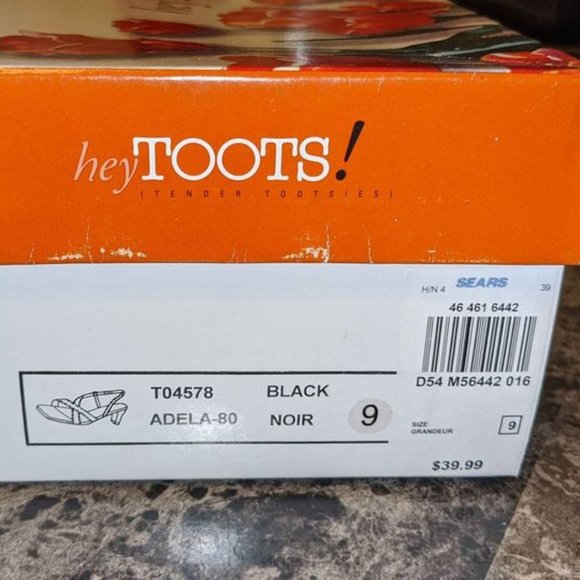 heyTOOTS!
(TENDER TOOTSIES)
H/N 4 SEARS 39
46 461 6442
D54 M56442 016
T04578 BLACK
ADELA-80 NOIR 9
SIZE
GRANDEUR 9
$39.99